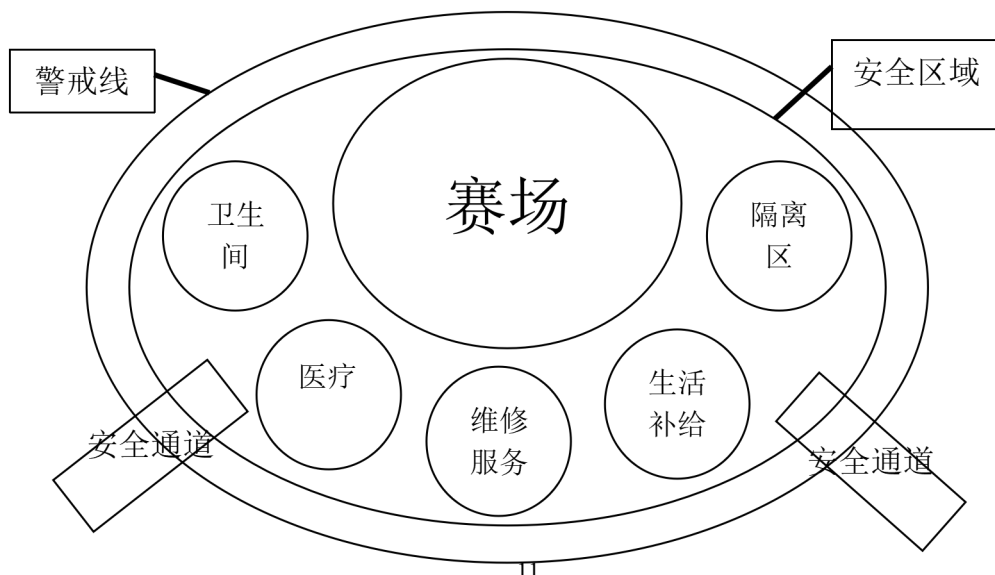 警戒线
安全区域
赛场
卫生
间
隔离
区
医疗
维修
服务
生活
补给
安全通道
安全通道